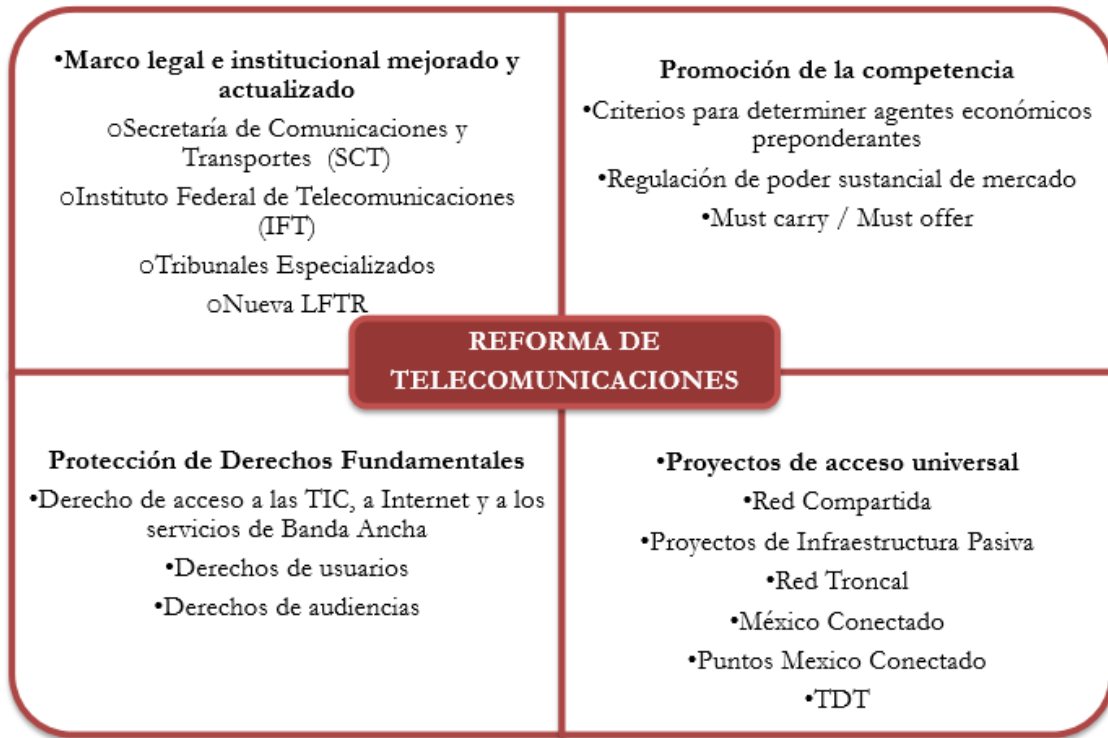 •Marco legal e institucional mejorado y
actualizado
oSecretaría de Comunicaciones y
Transportes (SCT)
oInstituto Federal de Telecomunicaciones
(IFT)
oTribunales Especializados
oNueva LFTR
Promoción de la competencia
•Criterios para determiner agentes económicos
preponderantes
•Regulación de poder sustancial de mercado
•Must carry / Must offer
REFORMA DE
TELECOMUNICACIONES
Protección de Derechos Fundamentales
•Derecho de acceso a las TIC, a Internet y a los
servicios de Banda Ancha
•Derechos de usuarios
•Derechos de audiencias
•Proyectos de acceso universal
•Red Compartida
•Proyectos de Infraestructura Pasiva
•Red Troncal
•México Conectado
•Puntos Mexico Conectado
•TDT